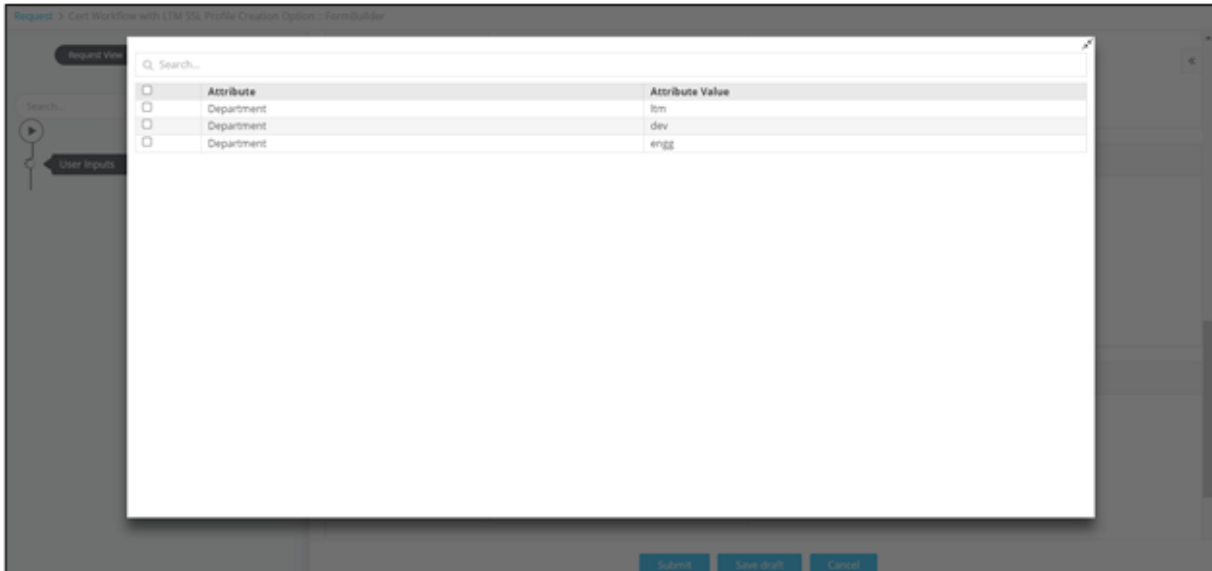 Request > Cert Workflow with LTM SSL Profile Creation Option :: FormBuilder
Request View
Search...
Search...
Attribute Attribute Value
Department ltm
Department dev
Department engg
User Inputs
Submit Save draft Cancel